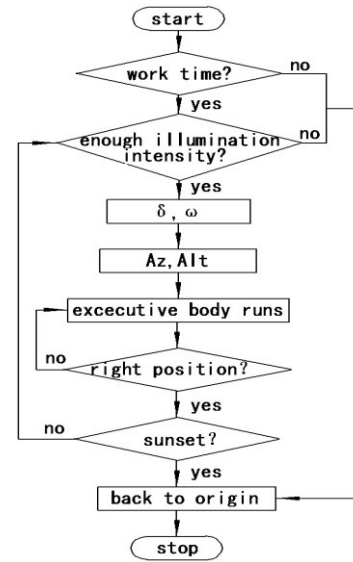 start
work time?
no
yes
enough illumination
intensity?
no
yes
δ, ω
Az,Alt
excecutive body runs
no
right position?
yes
no
sunset?
yes
back to origin
stop